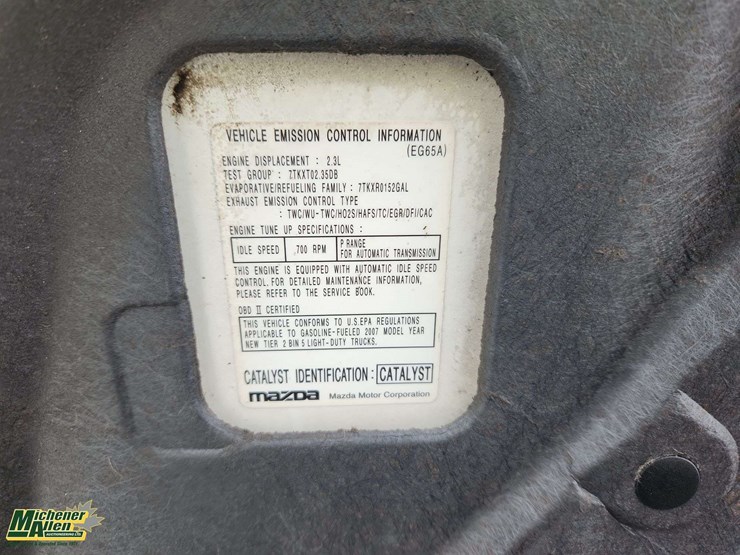 VEHICLE EMISSION CONTROL INFORMATION
(EG65A)
ENGINE DISPLACEMENT : 2.3L
TEST GROUP : 7TKXT02.35DB
EVAPORATIVE/REFUELING FAMILY : 7TKXR0152GAL
EXHAUST EMISSION CONTROL TYPE
: TWC/WU-TWC/HO2S/HAFS/TC/EGR/DFI/CAC
ENGINE TUNE UP SPECIFICATIONS :
IDLE SPEED 700 RPM P RANGE
FOR AUTOMATIC TRANSMISSION
THIS ENGINE IS EQUIPPED WITH AUTOMATIC IDLE SPEED
CONTROL. FOR DETAILED MAINTENANCE INFORMATION,
PLEASE REFER TO THE SERVICE BOOK.
OBD II CERTIFIED
THIS VEHICLE CONFORMS TO U.S.EPA REGULATIONS
APPLICABLE TO GASOLINE-FUELED 2007 MODEL YEAR
NEW TIER 2 BIN 5 LIGHT-DUTY TRUCKS.
CATALYST IDENTIFICATION : CATALYST
mazda Mazda Motor Corporation
Michener
Allen
AUCTIONEERING LTD.